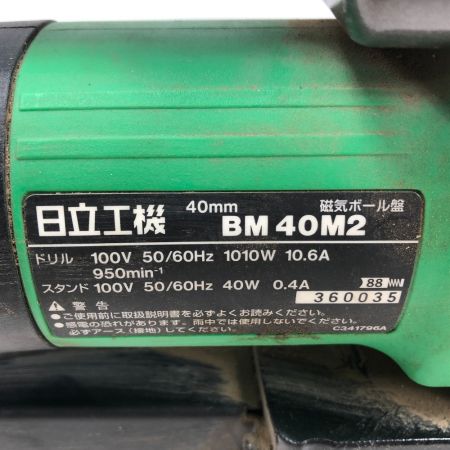 40mm 磁気ボール盤
日立工機 BM 40M2
ドリル 100V 50/60Hz 1010W 10.6A
950min⁻¹
スタンド 100V 50/60Hz 40W 0.4A 88
360035
⚠ 警告
●ご使用前に取扱説明書を必ずよくお読みください。
●感電の恐れがあります。雨中では使用しないでください。
必ずアース(接地)してください。 C341796A